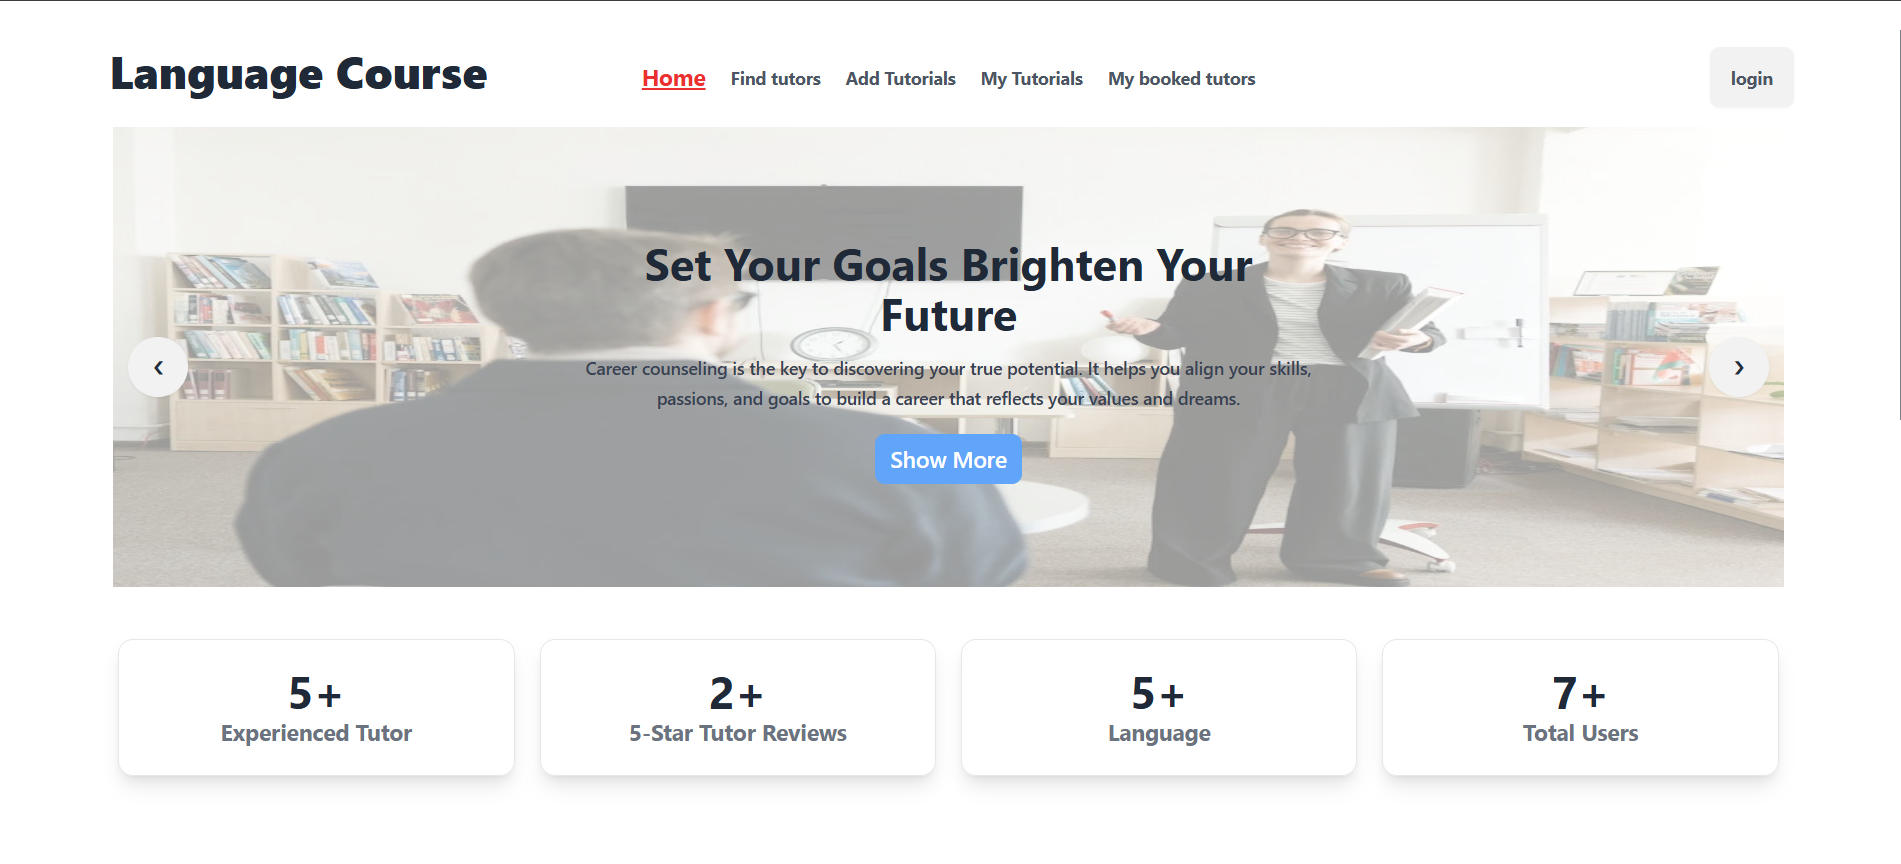 Language Course
Home Find tutors Add Tutorials My Tutorials My booked tutors
login
Set Your Goals Brighten Your
Future
Career counseling is the key to discovering your true potential. It helps you align your skills,
passions, and goals to build a career that reflects your values and dreams.
❮
❯
Show More
5+
Experienced Tutor
2+
5-Star Tutor Reviews
5+
Language
7+
Total Users